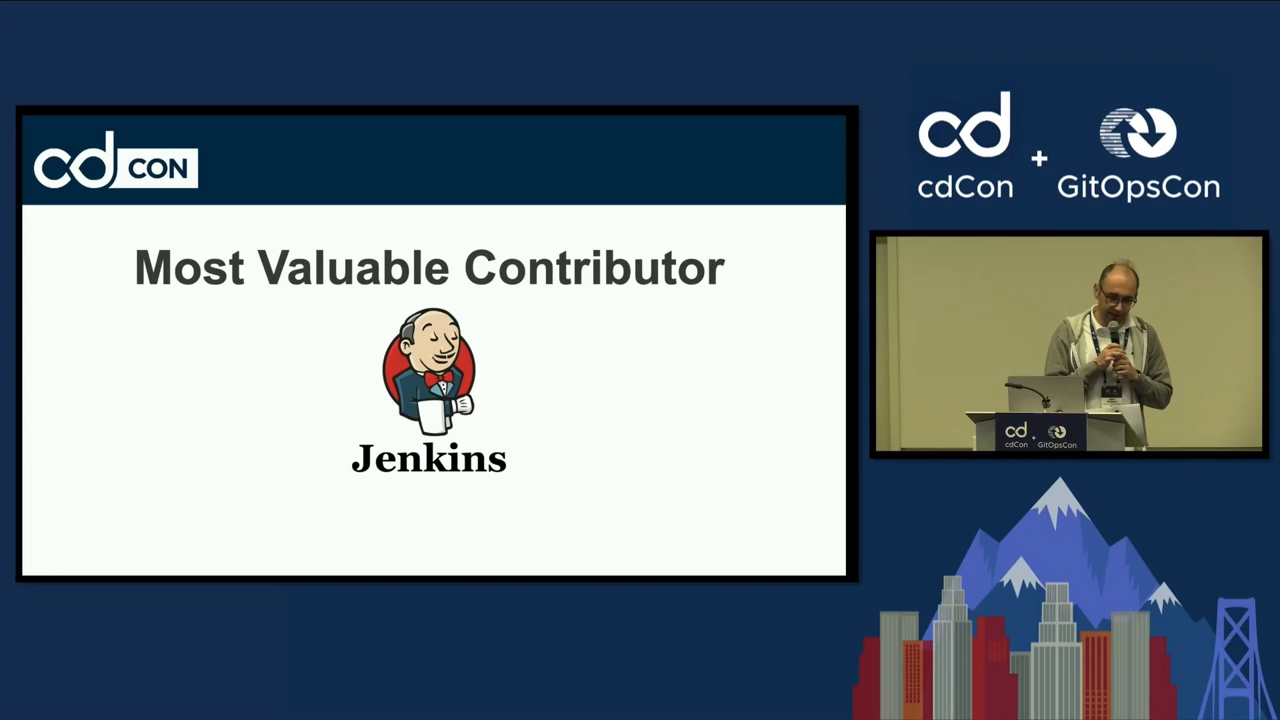 cd CON
Most Valuable Contributor
Jenkins
cd
cdCon
+
GitOpsCon
cd
cdCon
+
GitOpsCon